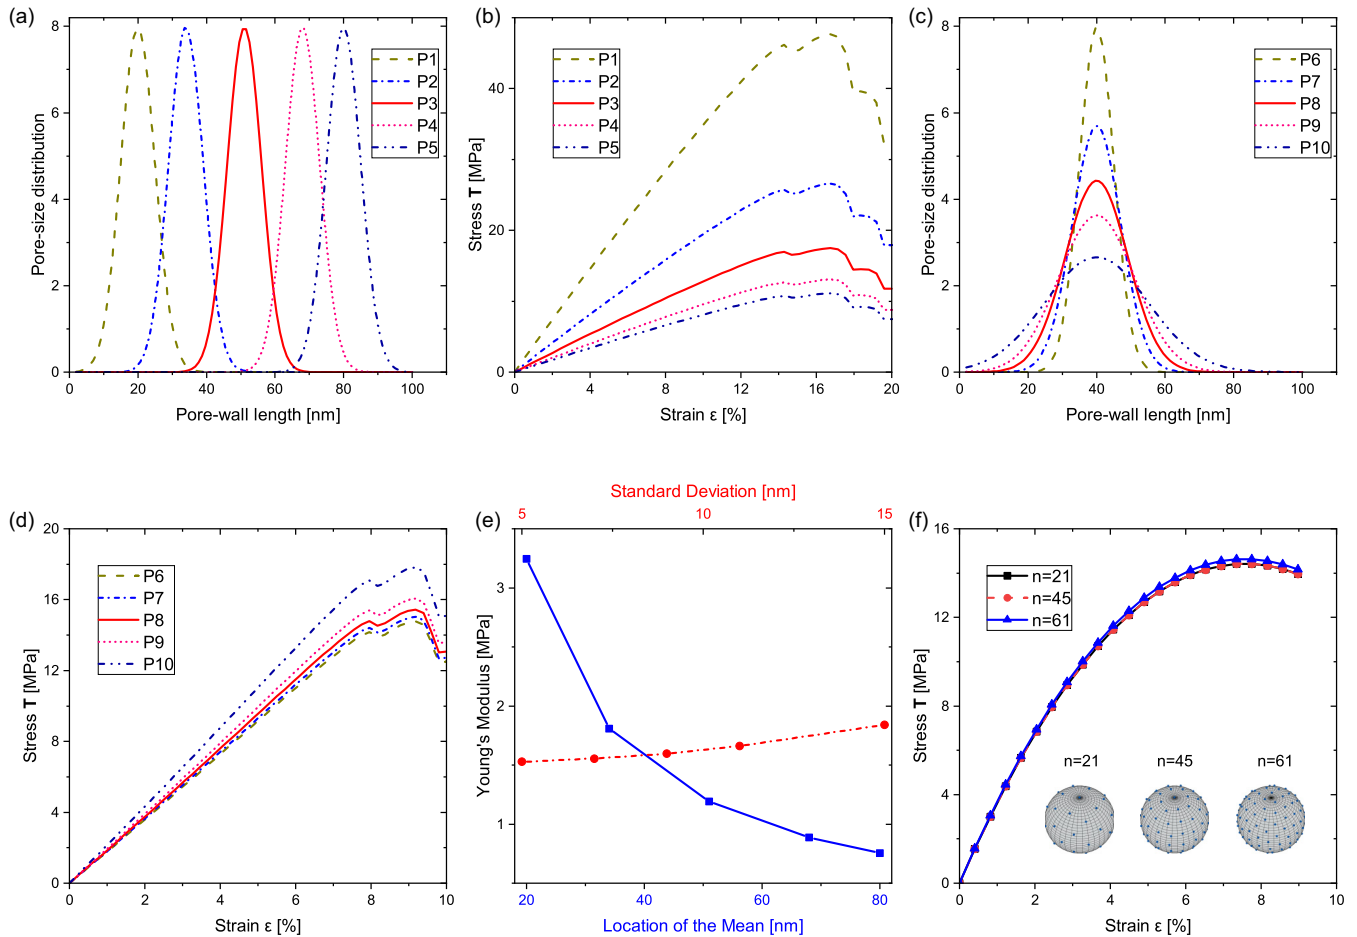 (a)
8
6
4
2
0
Pore-size distribution
0 20 40 60 80 100
Pore-wall length [nm]
P1
P2
P3
P4
P5
(b)
40
20
0
Stress T [MPa]
0 4 8 12 16 20
Strain ε [%]
P1
P2
P3
P4
P5
(c)
8
6
4
2
0
Pore-size distribution
0 20 40 60 80 100
Pore-wall length [nm]
P6
P7
P8
P9
P10
(d)
20
16
12
8
4
0
Stress T [MPa]
0 2 4 6 8 10
Strain ε [%]
P6
P7
P8
P9
P10
Standard Deviation [nm]
(e)
5 10 15
3
2
1
Young's Modulus [MPa]
20 40 60 80
Location of the Mean [nm]
(f)
16
12
8
4
0
Stress T [MPa]
0 2 4 6 8 10
Strain ε [%]
n=21
n=45
n=61
n=21 n=45 n=61